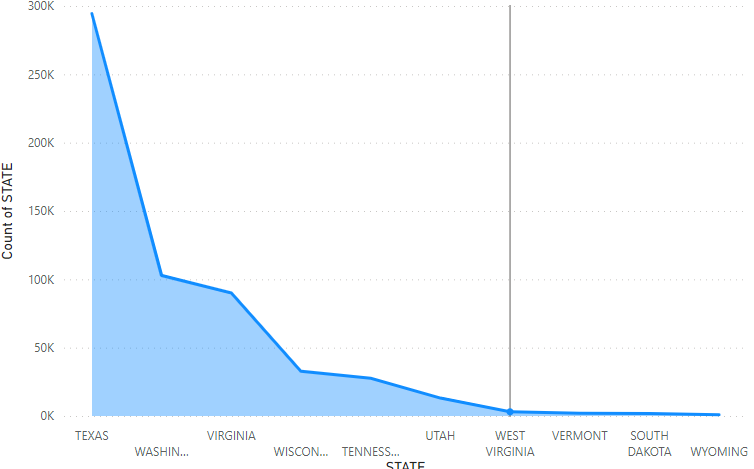 300K
250K
200K
150K
100K
50K
0K
Count of STATE
TEXAS
WASHIN...
VIRGINIA
WISCON...
TENNESS...
UTAH
WEST
VIRGINIA
VERMONT
SOUTH
DAKOTA
WYOMING
STATE